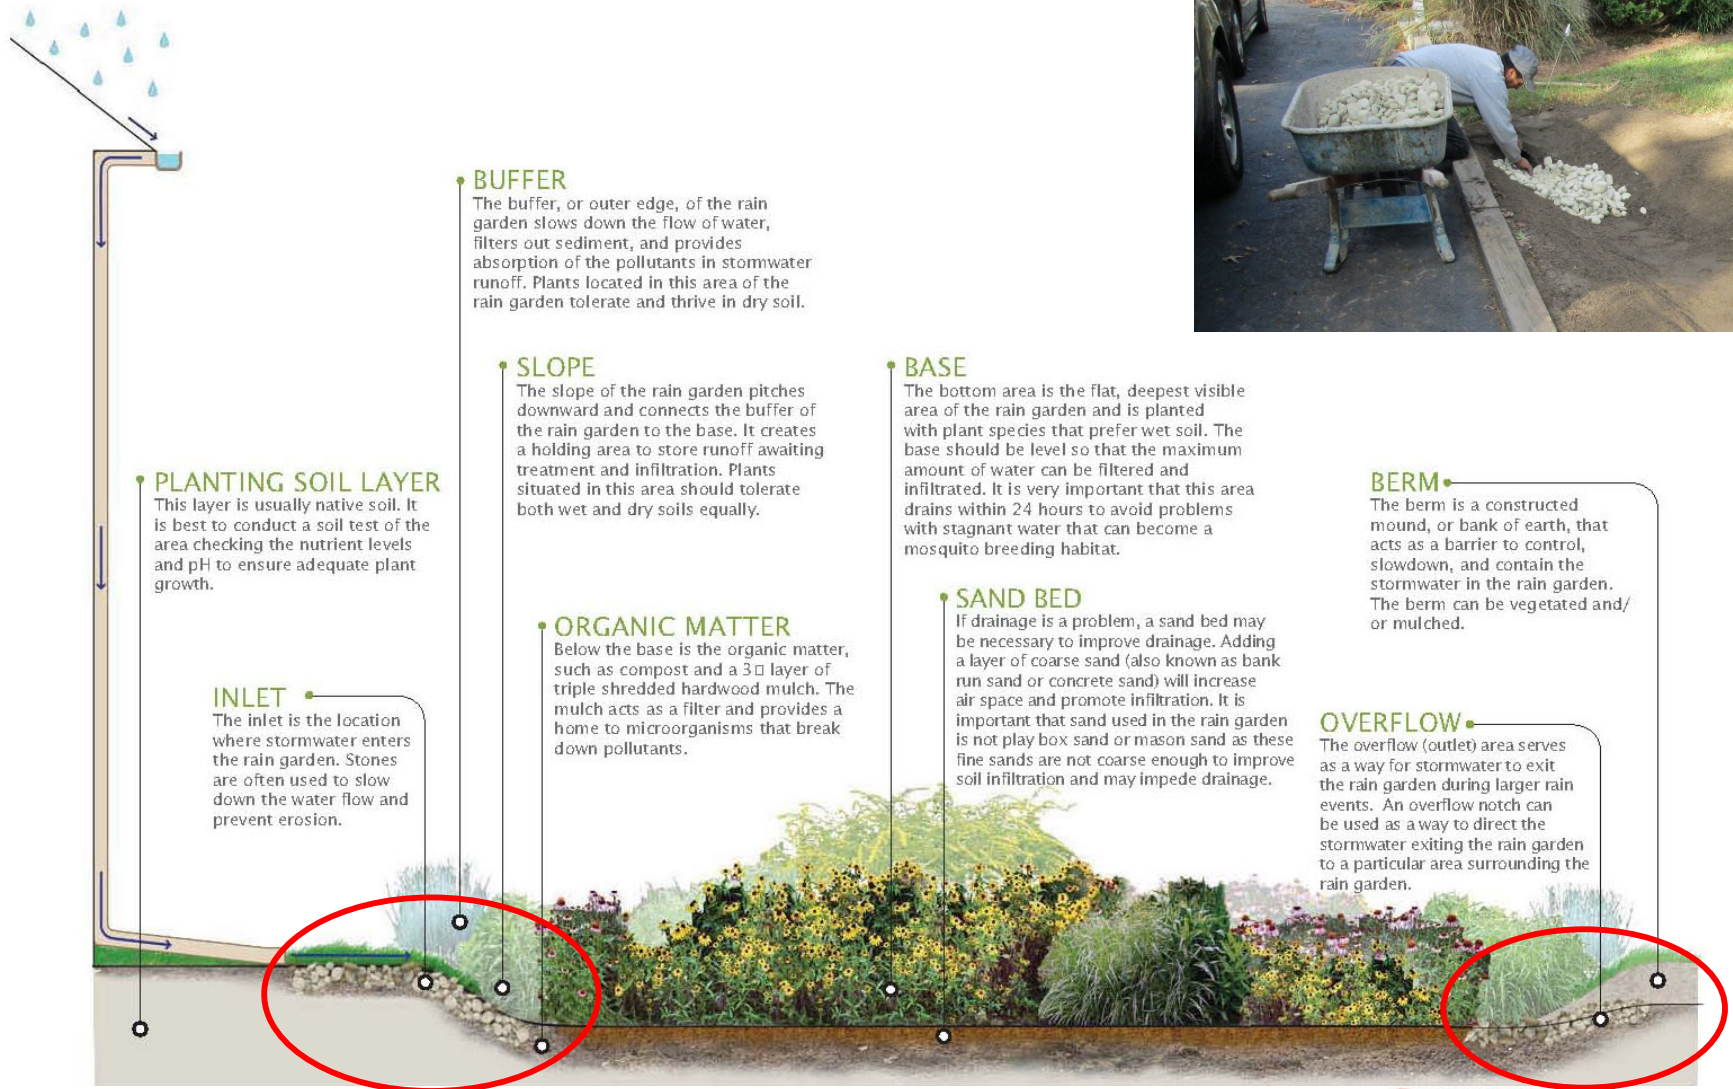 BUFFER
The buffer, or outer edge, of the rain
garden slows down the flow of water,
filters out sediment, and provides
absorption of the pollutants in stormwater
runoff. Plants located in this area of the
rain garden tolerate and thrive in dry soil.
SLOPE
The slope of the rain garden pitches
downward and connects the buffer of
the rain garden to the base. It creates
a holding area to store runoff awaiting
treatment and infiltration. Plants
situated in this area should tolerate
both wet and dry soils equally.
BASE
The bottom area is the flat, deepest visible
area of the rain garden and is planted
with plant species that prefer wet soil. The
base should be level so that the maximum
amount of water can be filtered and
infiltrated. It is very important that this area
drains within 24 hours to avoid problems
with stagnant water that can become a
mosquito breeding habitat.
PLANTING SOIL LAYER
This layer is usually native soil. It
is best to conduct a soil test of the
area checking the nutrient levels
and pH to ensure adequate plant
growth.
BERM
The berm is a constructed
mound, or bank of earth, that
acts as a barrier to control,
slowdown, and contain the
stormwater in the rain garden.
The berm can be vegetated and/
or mulched.
ORGANIC MATTER
Below the base is the organic matter,
such as compost and a 3□ layer of
triple shredded hardwood mulch. The
mulch acts as a filter and provides a
home to microorganisms that break
down pollutants.
SAND BED
If drainage is a problem, a sand bed may
be necessary to improve drainage. Adding
a layer of coarse sand (also known as bank
run sand or concrete sand) will increase
air space and promote infiltration. It is
important that sand used in the rain garden
is not play box sand or mason sand as these
fine sands are not coarse enough to improve
soil infiltration and may impede drainage.
INLET
The inlet is the location
where stormwater enters
the rain garden. Stones
are often used to slow
down the water flow and
prevent erosion.
OVERFLOW
The overflow (outlet) area serves
as a way for stormwater to exit
the rain garden during larger rain
events. An overflow notch can
be used as a way to direct the
stormwater exiting the rain garden
to a particular area surrounding the
rain garden.